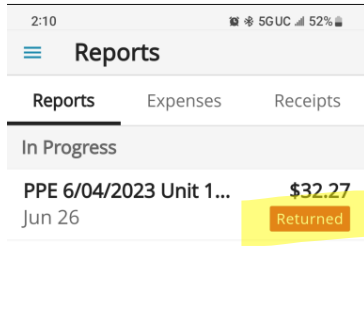 2:10 5GUC 52%
Reports
Reports Expenses Receipts
In Progress
PPE 6/04/2023 Unit 1... $32.27
Jun 26 Returned